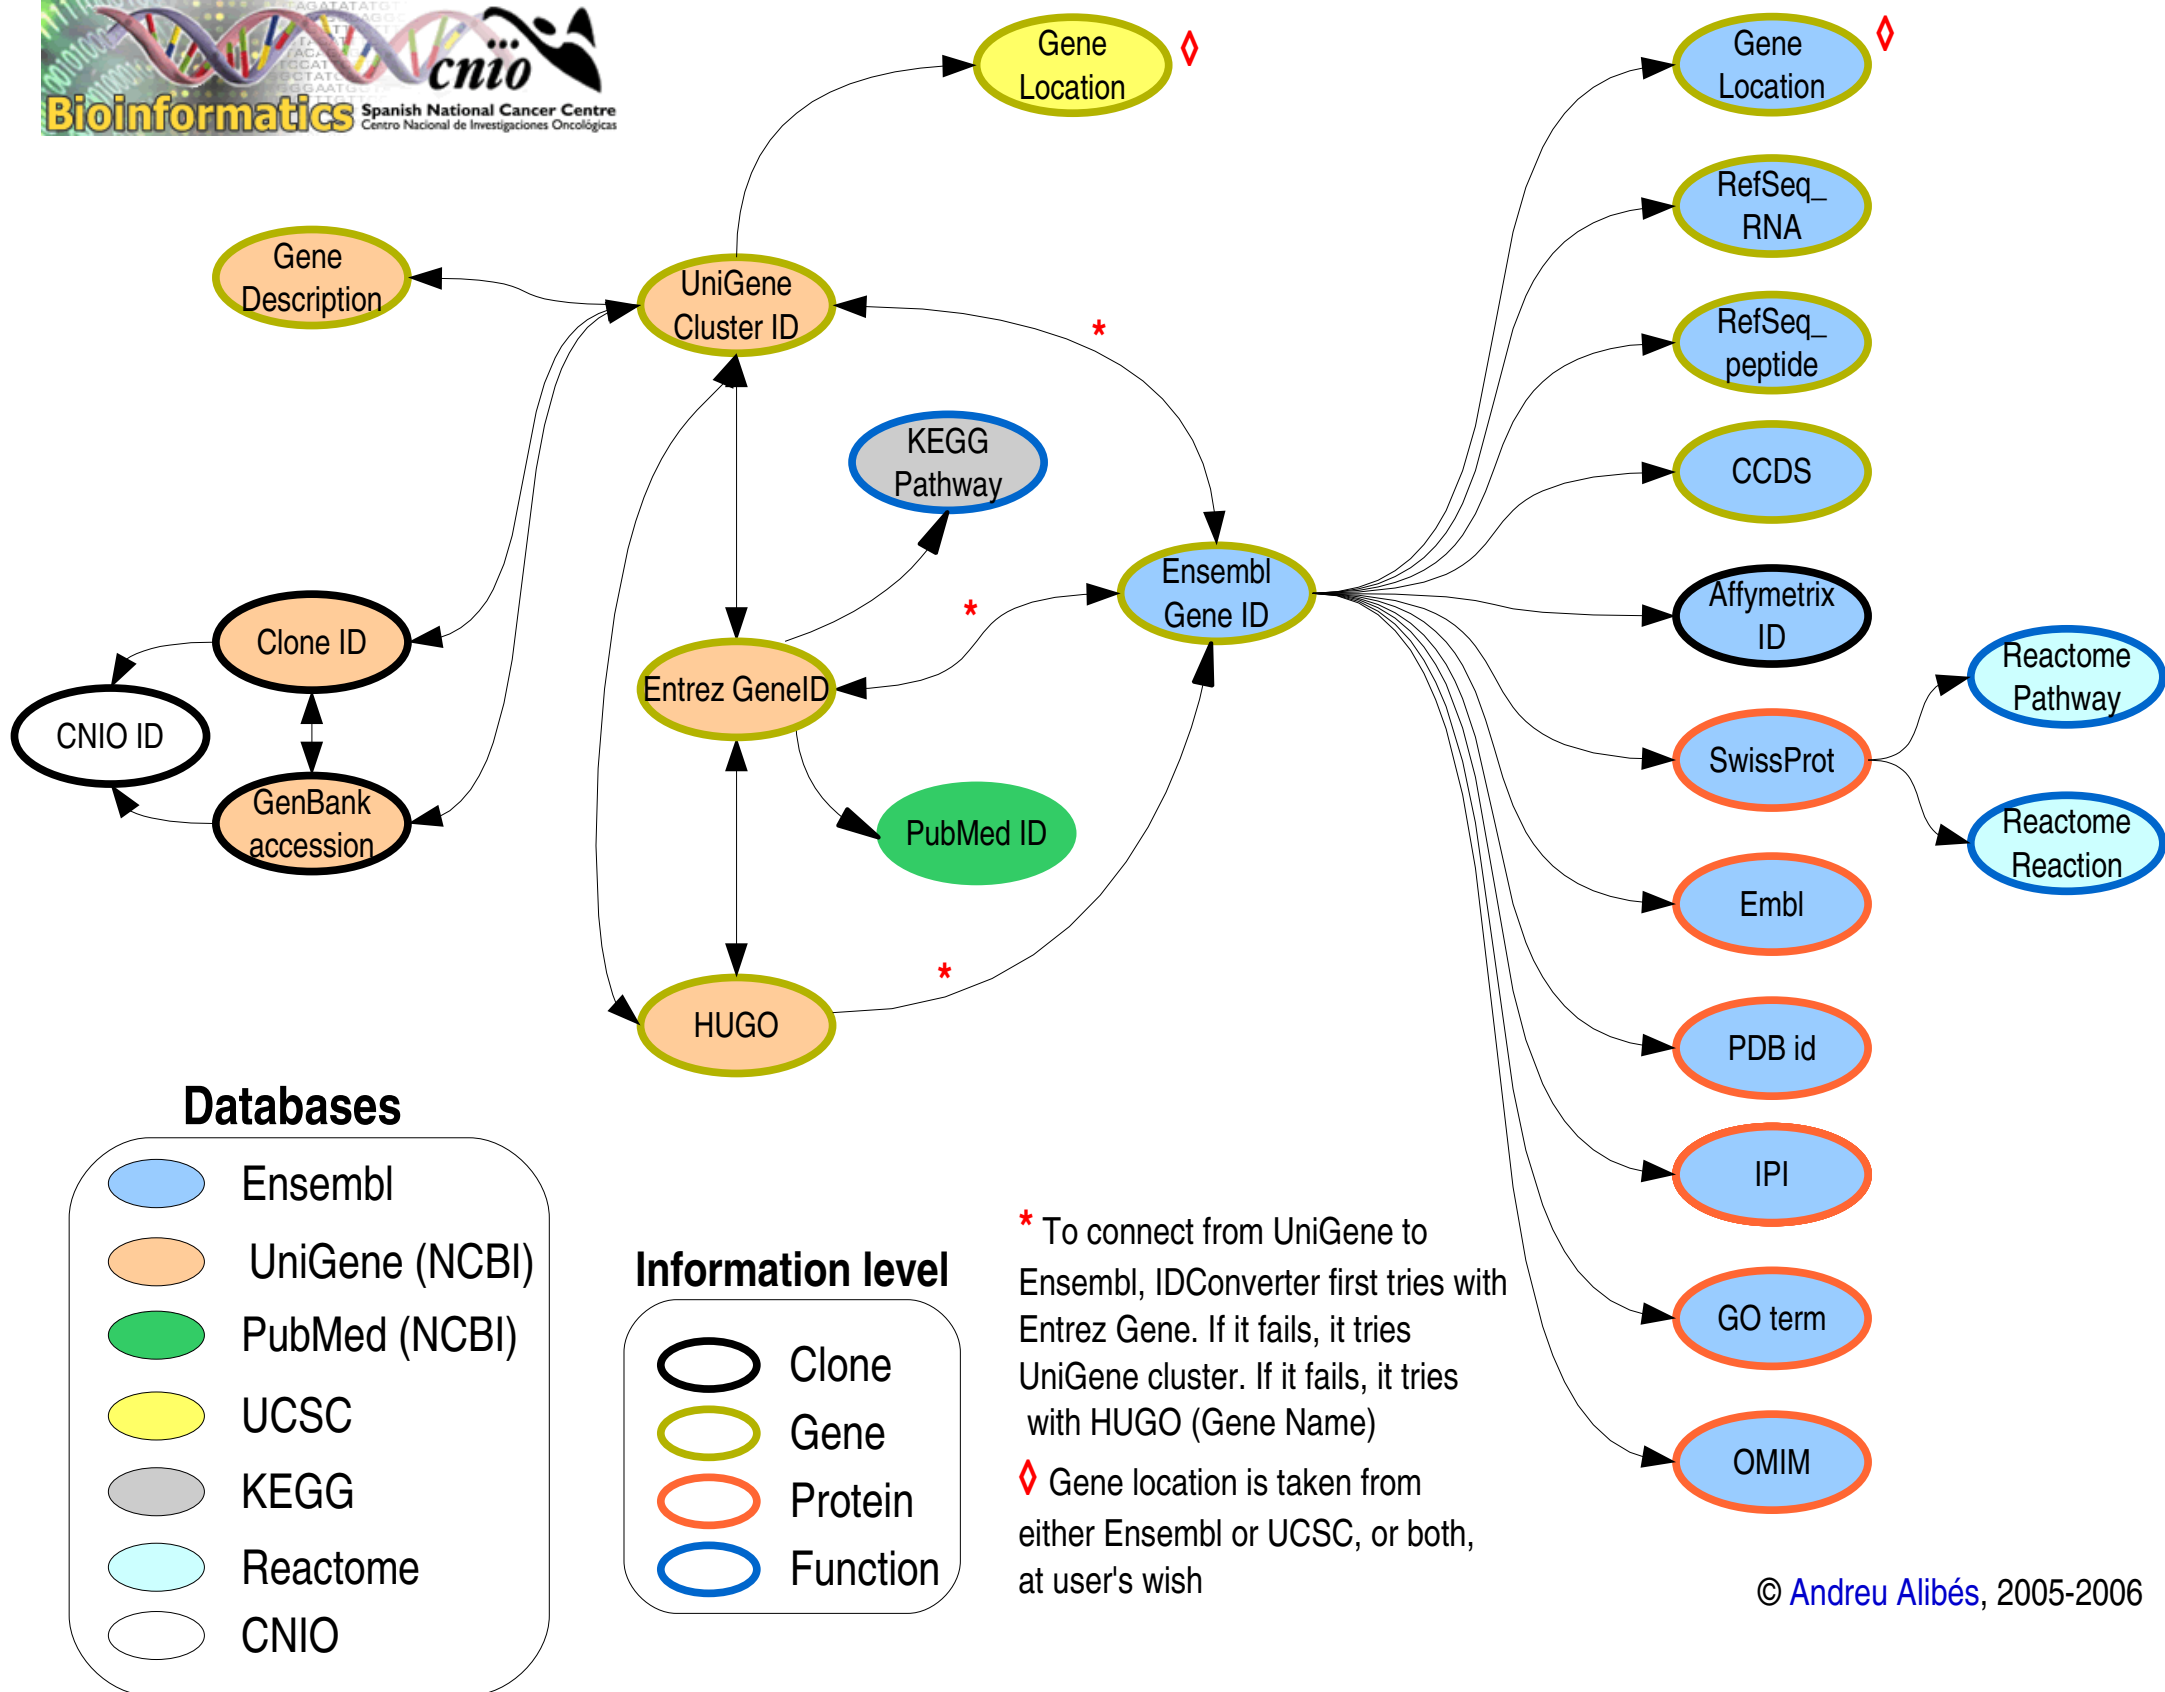 cnio
Bioinformatics
Spanish National Cancer Centre
Centro Nacional de Investigaciones Oncológicas
Gene
Location
◊
Gene
Location
◊
RefSeq_
RNA
Gene
Description
UniGene
Cluster ID
*
RefSeq_
peptide
KEGG
Pathway
CCDS
Ensembl
Gene ID
Affymetrix
ID
*
Clone ID
Entrez GeneID
Reactome
Pathway
CNIO ID
SwissProt
GenBank
accession
PubMed ID
Reactome
Reaction
Embl
*
HUGO
PDB id
IPI
GO term
OMIM
Databases
Ensembl
UniGene (NCBI)
PubMed (NCBI)
UCSC
KEGG
Reactome
CNIO
Information level
Clone
Gene
Protein
Function
* To connect from UniGene to
Ensembl, IDConverter first tries with
Entrez Gene. If it fails, it tries
UniGene cluster. If it fails, it tries
with HUGO (Gene Name)
◊ Gene location is taken from
either Ensembl or UCSC, or both,
at user's wish
© Andreu Alibés, 2005-2006